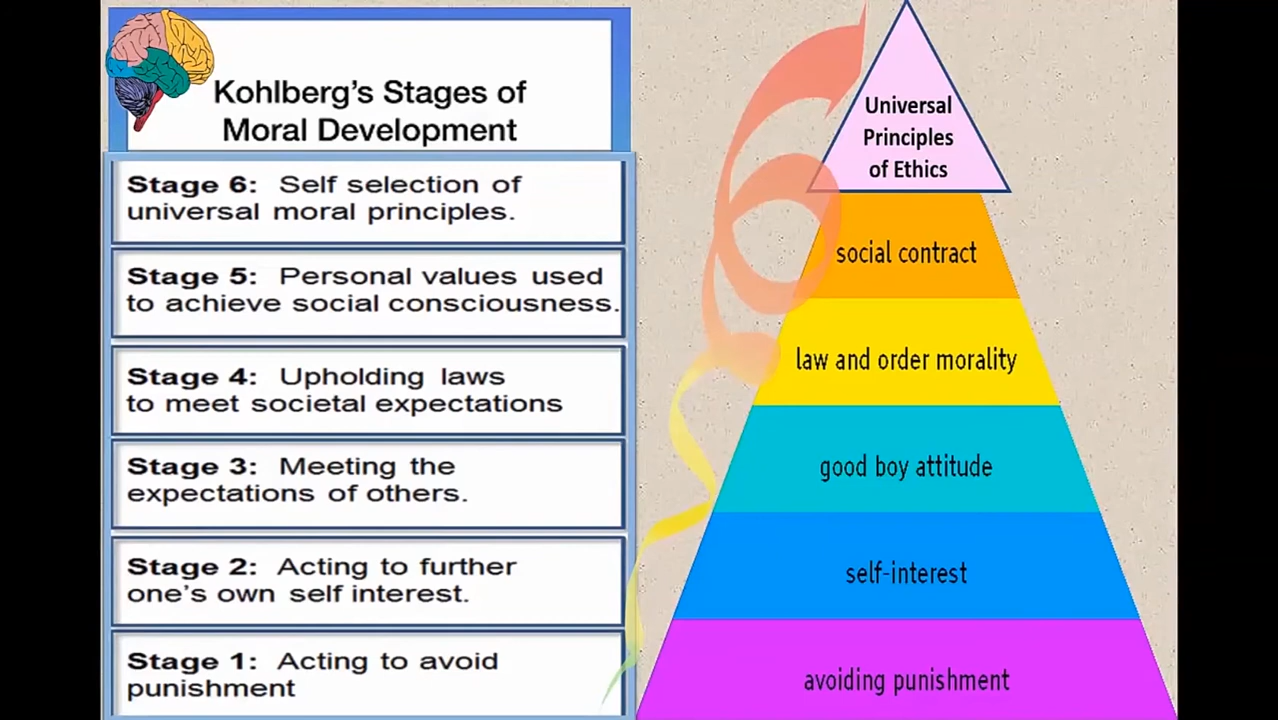 Kohlberg's Stages of
Moral Development
Stage 6: Self selection of
universal moral principles.
Stage 5: Personal values used
to achieve social consciousness.
Stage 4: Upholding laws
to meet societal expectations
Stage 3: Meeting the
expectations of others.
Stage 2: Acting to further
one's own self interest.
Stage 1: Acting to avoid
punishment
Universal
Principles
of Ethics
social contract
law and order morality
good boy attitude
self-interest
avoiding punishment